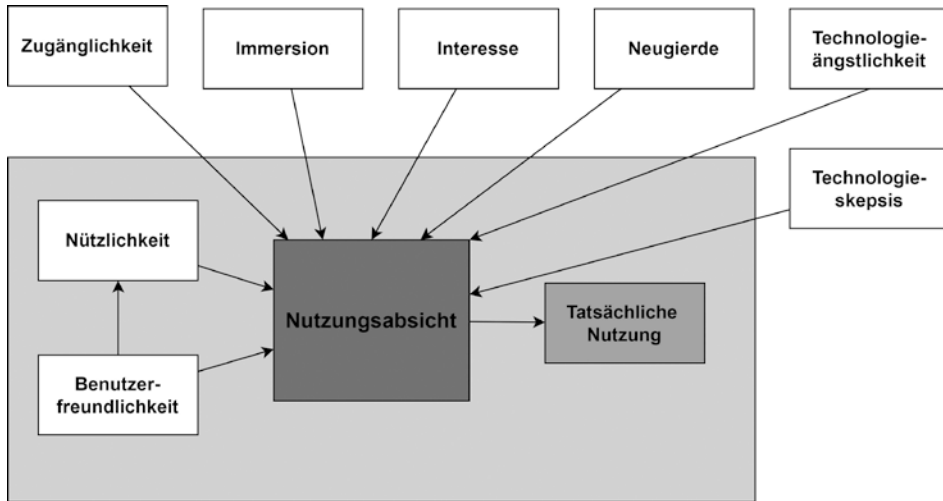 Zugänglichkeit
Immersion
Interesse
Neugierde
Technologie-
ängstlichkeit
Technologie-
skepsis
Nützlichkeit
Nutzungsabsicht
Tatsächliche
Nutzung
Benutzer-
freundlichkeit